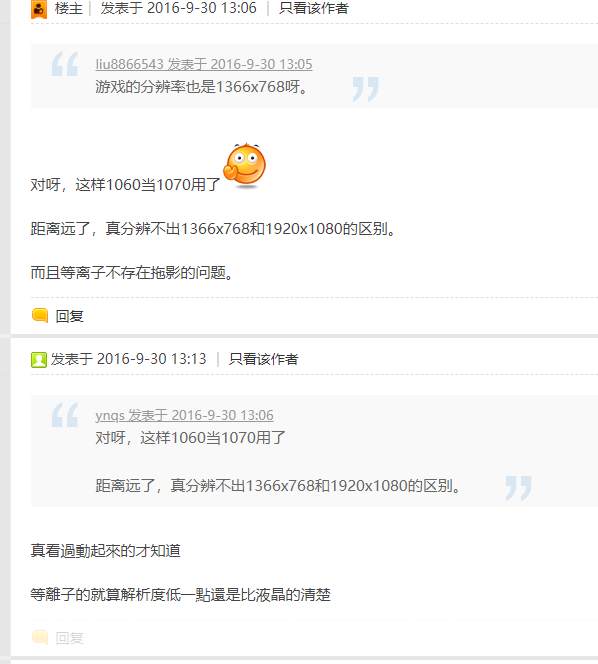 楼主 | 发表于 2016-9-30 13:06 | 只看该作者
liu8866543 发表于 2016-9-30 13:05
游戏的分辨率也是1366x768呀。
对呀，这样1060当1070用了
距离远了，真分辨不出1366x768和1920x1080的区别。
而且等离子不存在拖影的问题。
回复
发表于 2016-9-30 13:13 | 只看该作者
ynqs 发表于 2016-9-30 13:06
对呀，这样1060当1070用了
距离远了，真分辨不出1366x768和1920x1080的区别。
真看過動起來的才知道
等離子的就算解析度低一點還是比液晶的清楚
回复